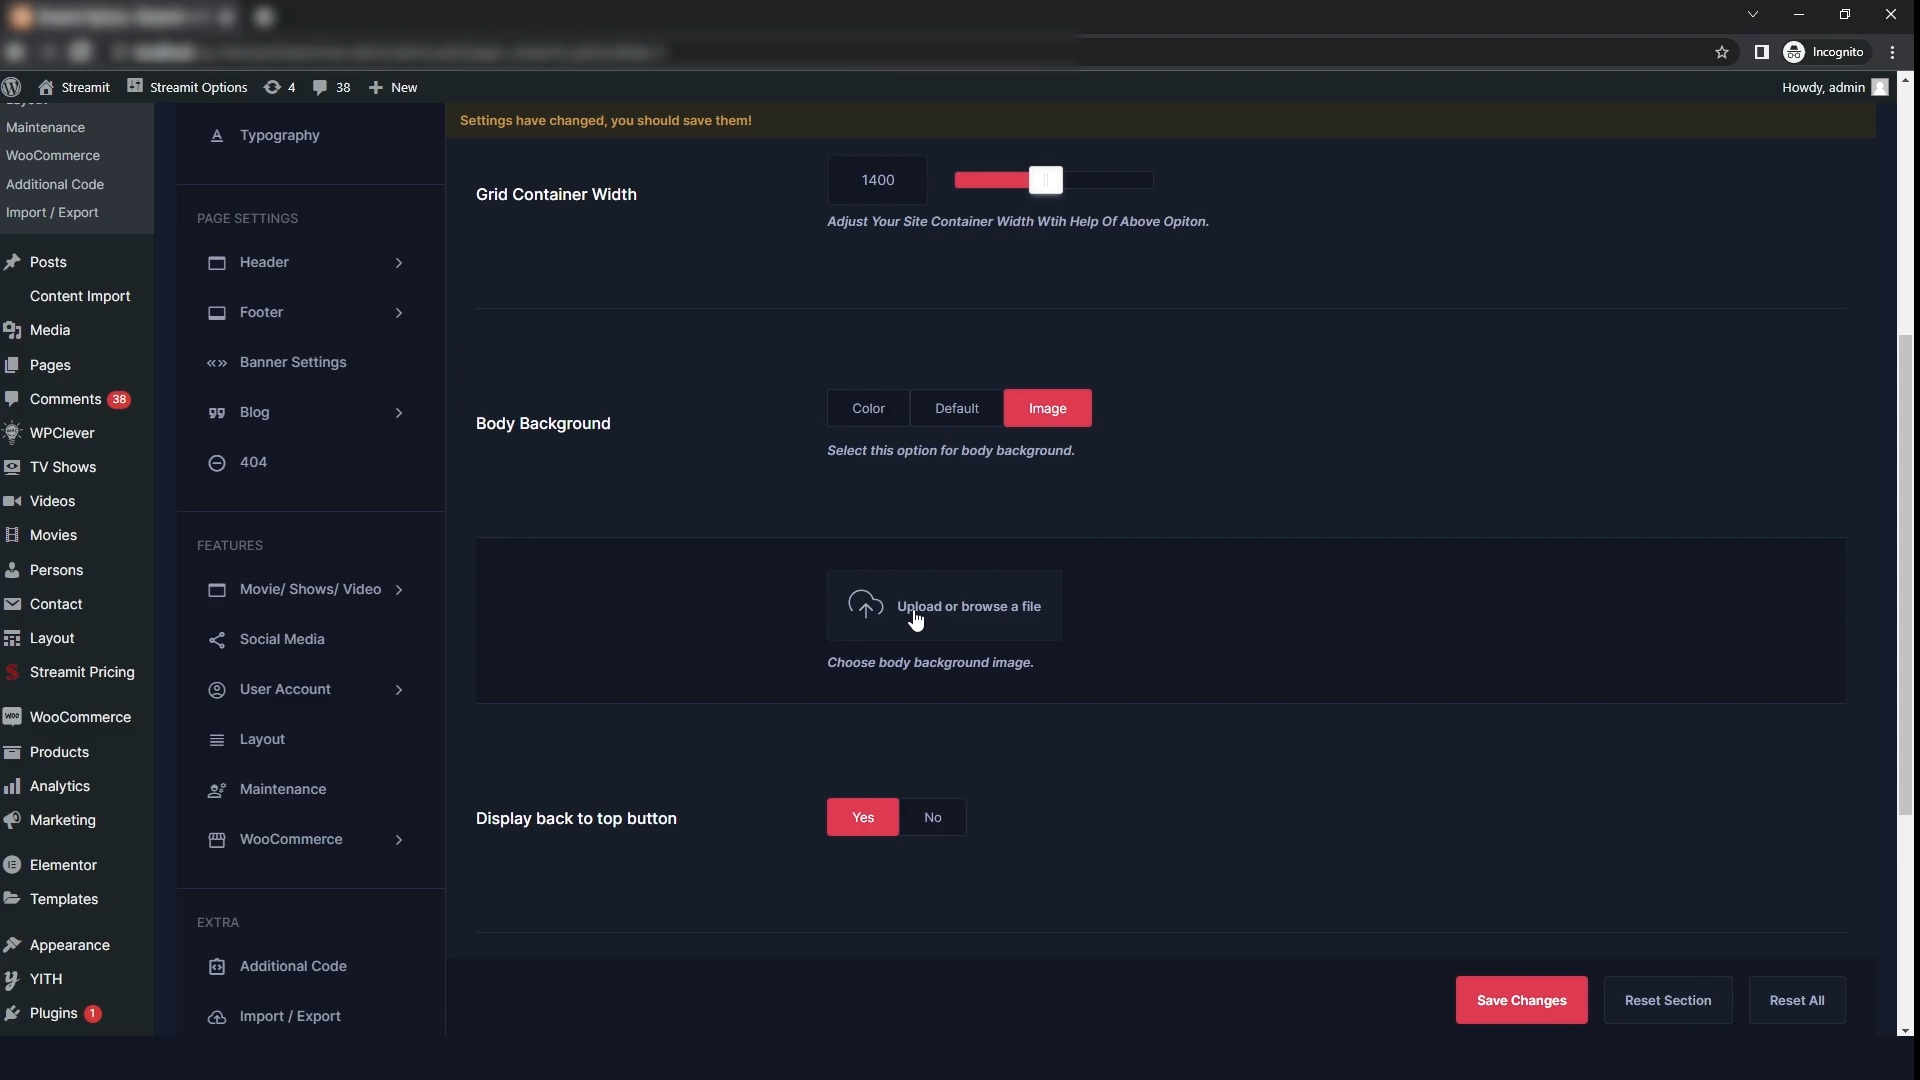 Incognito
Streamit
Streamit Options
4
38
New
Howdy, admin
Maintenance
WooCommerce
Additional Code
Import / Export
Posts
Content Import
Media
Pages
Comments 38
WPClever
TV Shows
Videos
Movies
Persons
Contact
Layout
Streamit Pricing
WooCommerce
Products
Analytics
Marketing
Elementor
Templates
Appearance
YITH
Plugins 1
Typography
PAGE SETTINGS
Header
Footer
Banner Settings
Blog
404
FEATURES
Movie/ Shows/ Video
Social Media
User Account
Layout
Maintenance
WooCommerce
EXTRA
Additional Code
Import / Export
Settings have changed, you should save them!
Grid Container Width
1400
Adjust Your Site Container Width Wtih Help Of Above Opiton.
Body Background
Color
Default
Image
Select this option for body background.
Upload or browse a file
Choose body background image.
Display back to top button
Yes
No
Save Changes
Reset Section
Reset All